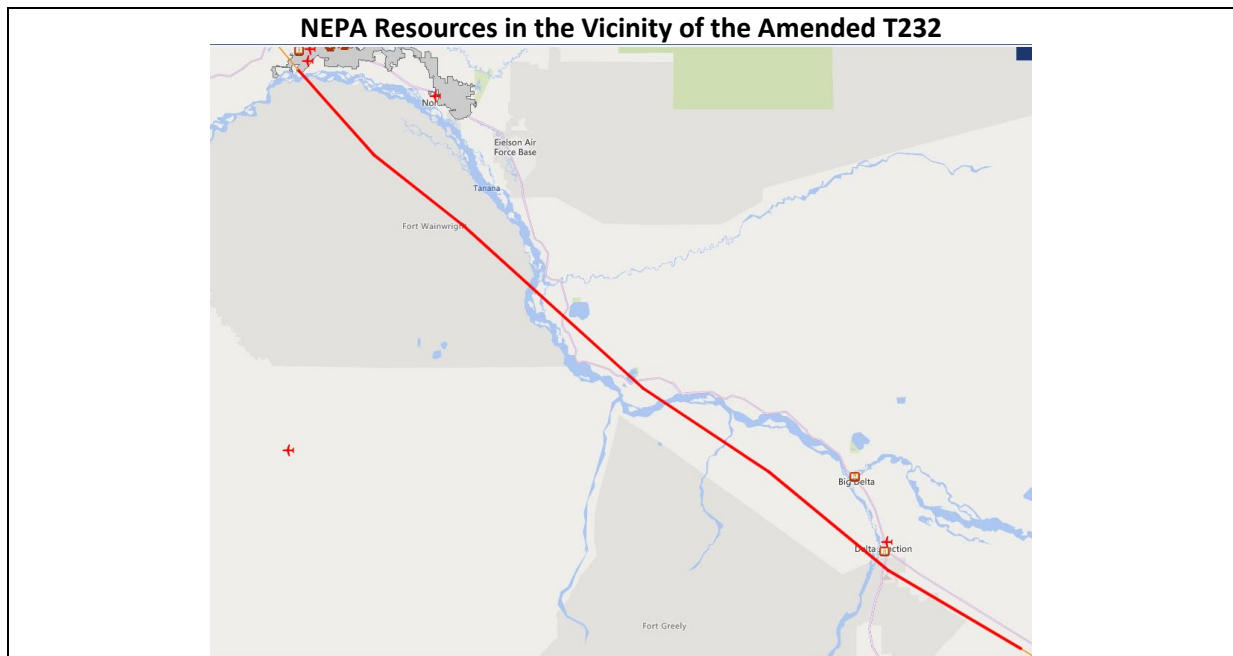 NEPA Resources in the Vicinity of the Amended T232
Eielson Air
Force Base
Tanana
Fort Wainwright
Big Delta
Fort Greely